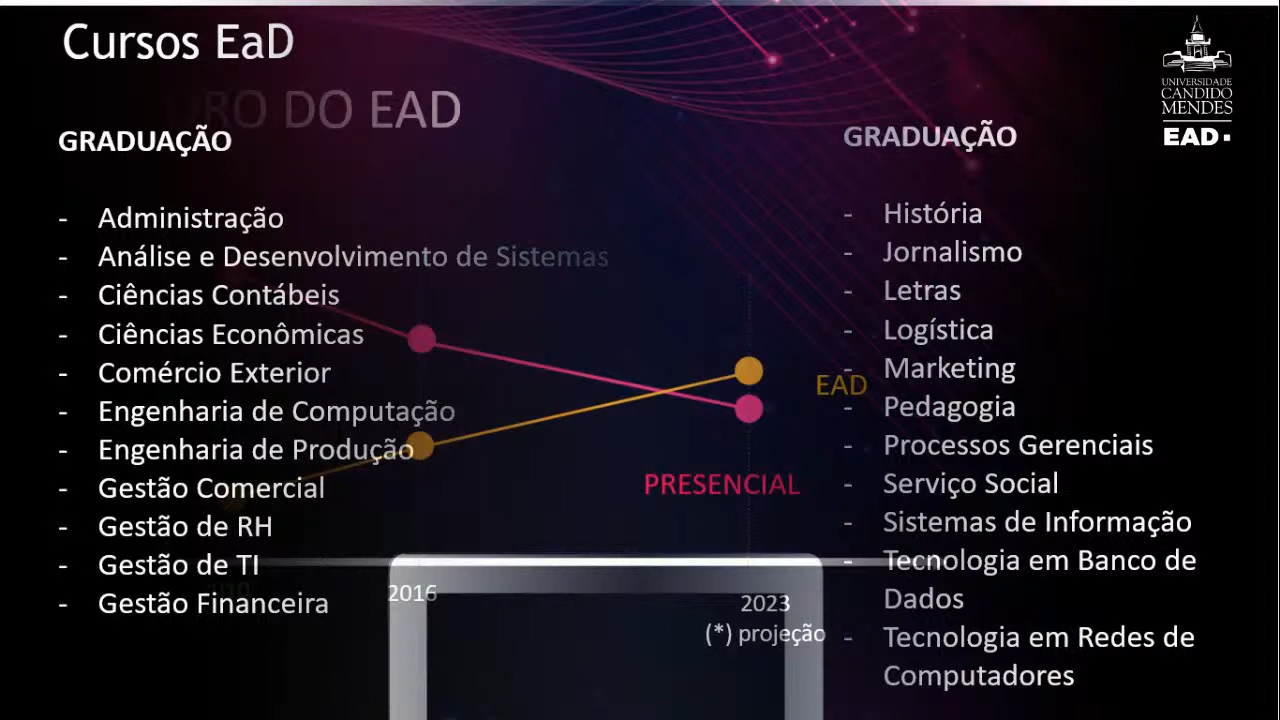 Cursos EaD
RO DO EAD
UNIVERSIDADE
CANDIDO
MENDES
EAD
GRADUAÇÃO
- Administração
- Análise e Desenvolvimento de Sistemas
- Ciências Contábeis
- Ciências Econômicas
- Comércio Exterior
- Engenharia de Computação
- Engenharia de Produção
- Gestão Comercial
- Gestão de RH
- Gestão de TI
- Gestão Financeira
EAD
PRESENCIAL
2016
2023
(*) projeção
GRADUAÇÃO
- História
- Jornalismo
- Letras
- Logística
- Marketing
- Pedagogia
- Processos Gerenciais
- Serviço Social
- Sistemas de Informação
- Tecnologia em Banco de
Dados
- Tecnologia em Redes de
Computadores